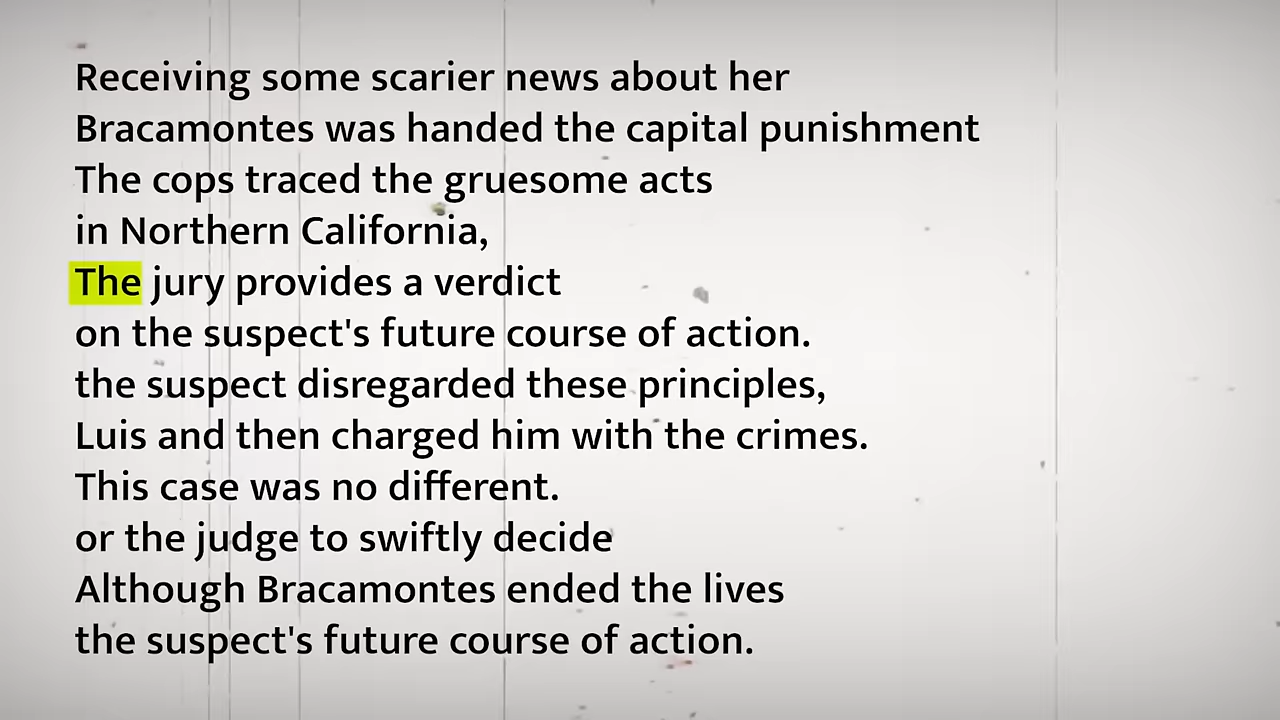 Receiving some scarier news about her
Bracamontes was handed the capital punishment
The cops traced the gruesome acts
in Northern California,
The jury provides a verdict
on the suspect's future course of action.
the suspect disregarded these principles,
Luis and then charged him with the crimes.
This case was no different.
or the judge to swiftly decide
Although Bracamontes ended the lives
the suspect's future course of action.